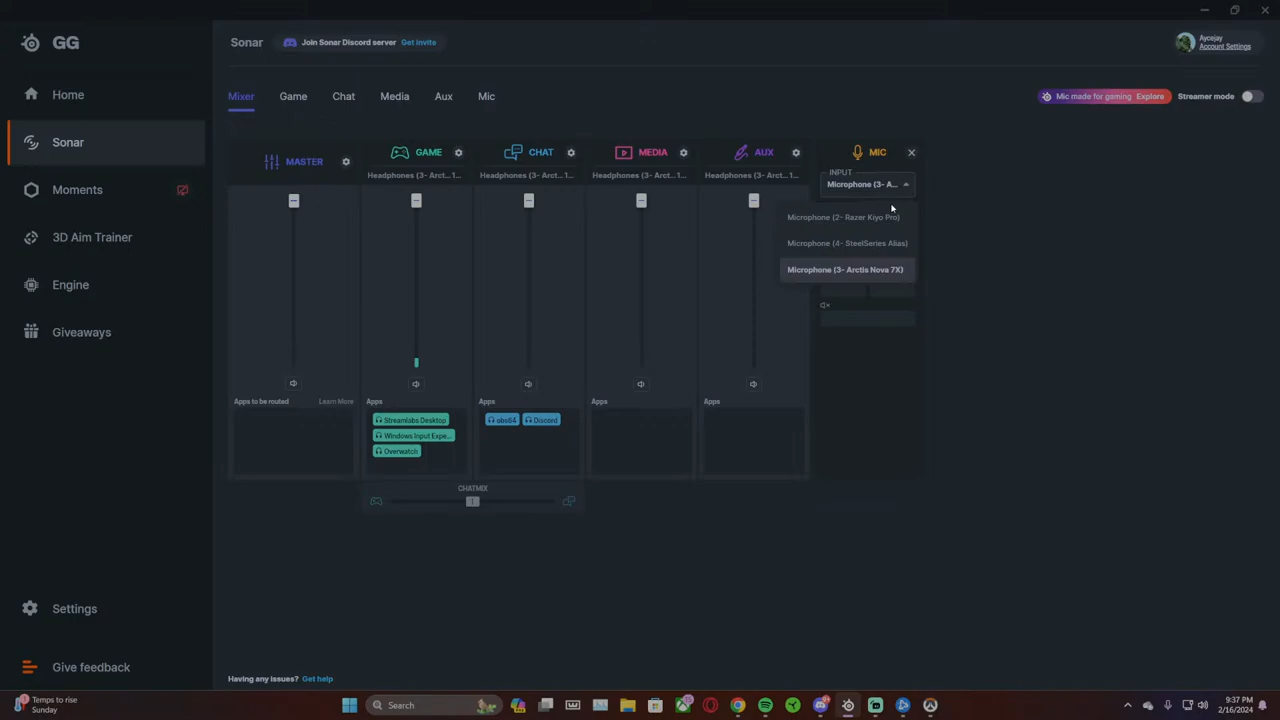 GG
Home
Sonar
Moments
3D Aim Trainer
Engine
Giveaways
Settings
Give feedback
Sonar
Join Sonar Discord server Get invite
Aycejay
Account Settings
Mixer Game Chat Media Aux Mic
Mic made for gaming Explore
Streamer mode
MASTER
GAME
CHAT
MEDIA
AUX
MIC
Headphones (3- Arct...1...
Headphones (3- Arct...1...
Headphones (3- Arct...1...
Headphones (3- Arct...1...
INPUT
Microphone (3- A...
Microphone (2- Razer Kiyo Pro)
Microphone (4- SteelSeries Alias)
Microphone (3- Arctis Nova 7X)
Apps to be routed Learn More
Apps
Apps
Apps
Apps
Streamlabs Desktop
Windows Input Expe...
Overwatch
obs64 Discord
CHATMIX
Having any issues? Get help
Temps to rise
Sunday
Search
9:37 PM
2/16/2024